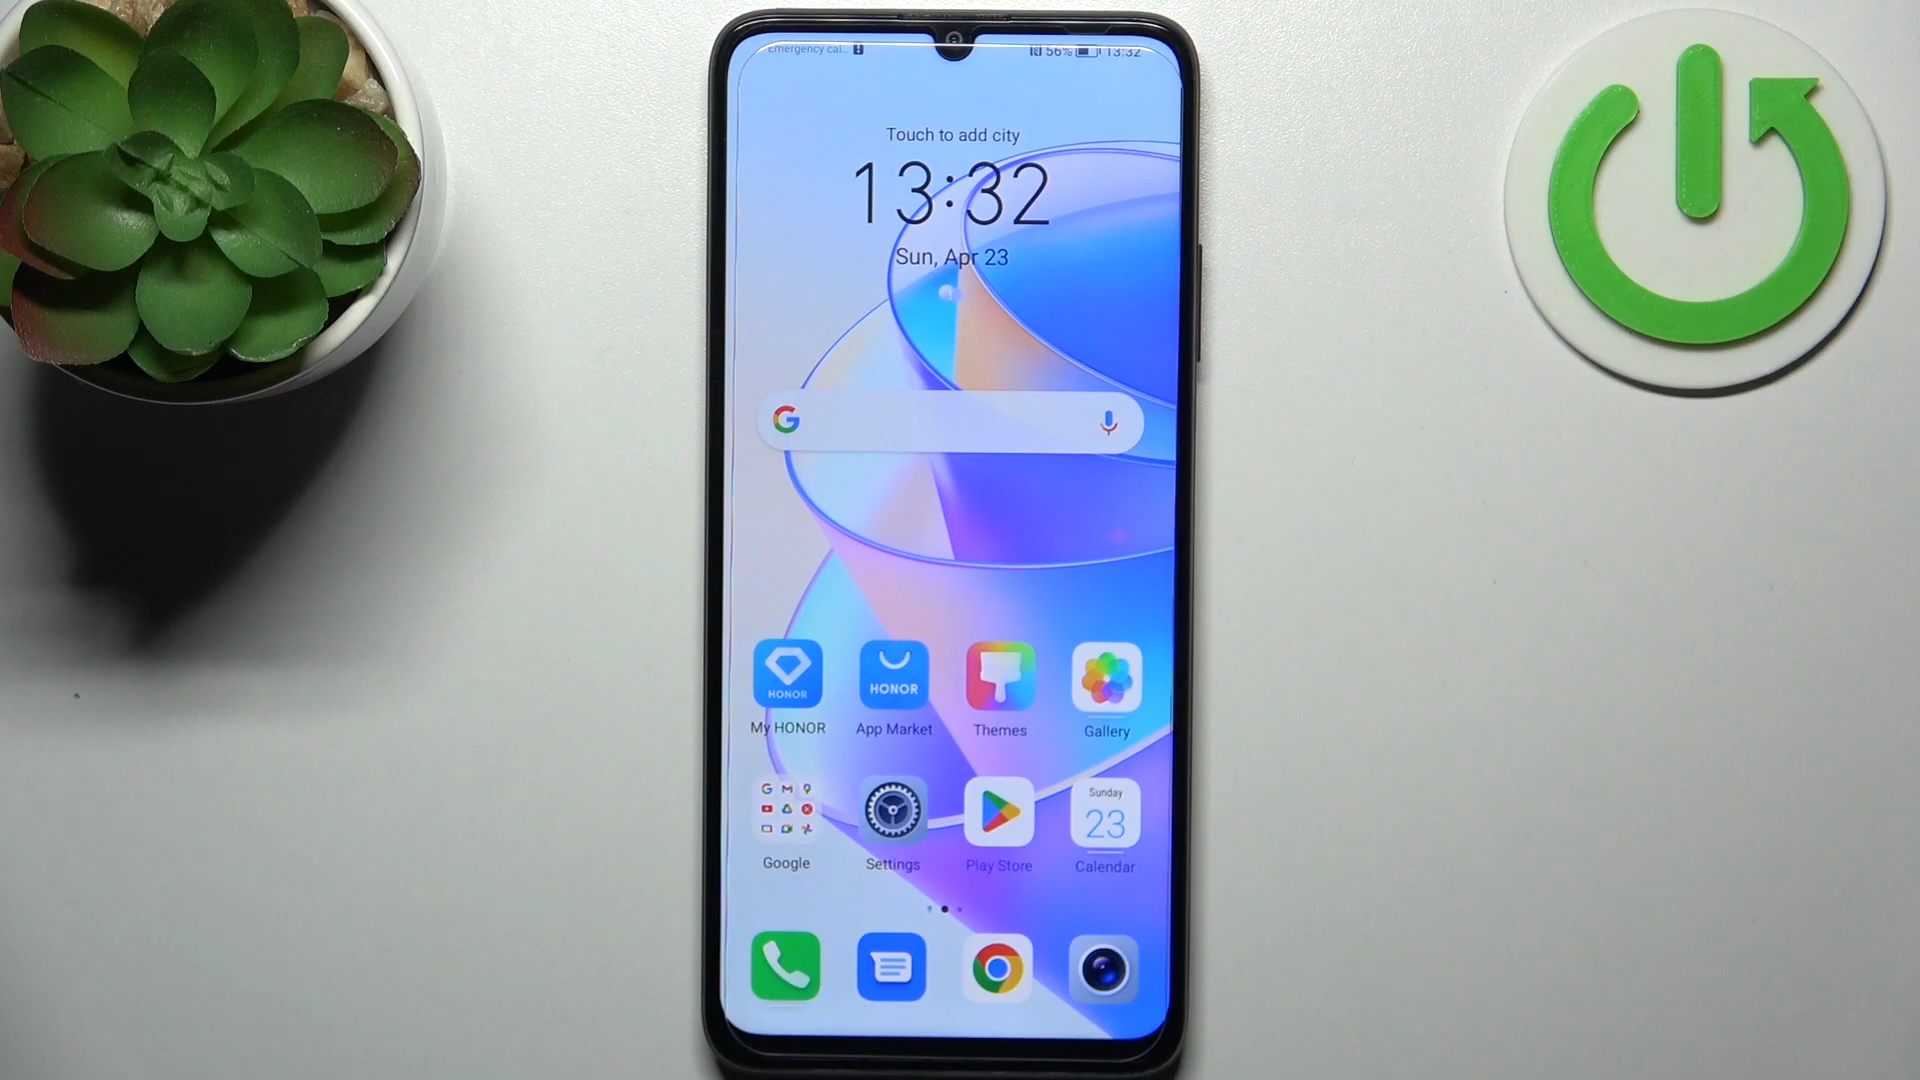 Emergency cal.. 56% 13:32
Touch to add city
13:32
Sun, Apr 23
HONOR HONOR
My HONOR App Market Themes Gallery
Sunday
23
Google Settings Play Store Calendar